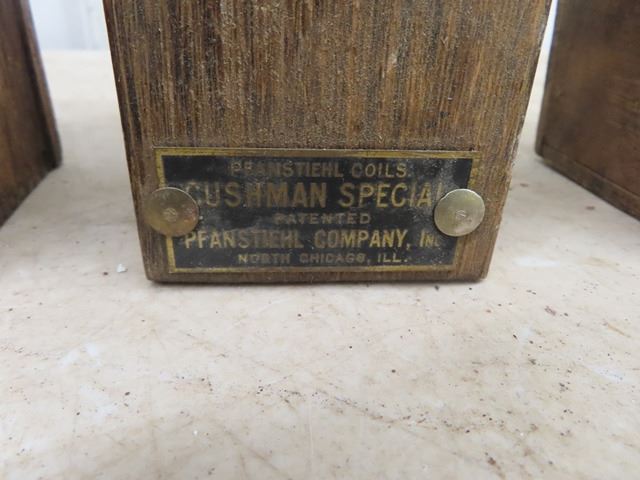 PFANSTIEHL COILS.
CUSHMAN SPECIAL
PATENTED
PFANSTIEHL COMPANY, INC
NORTH CHICAGO, ILL.